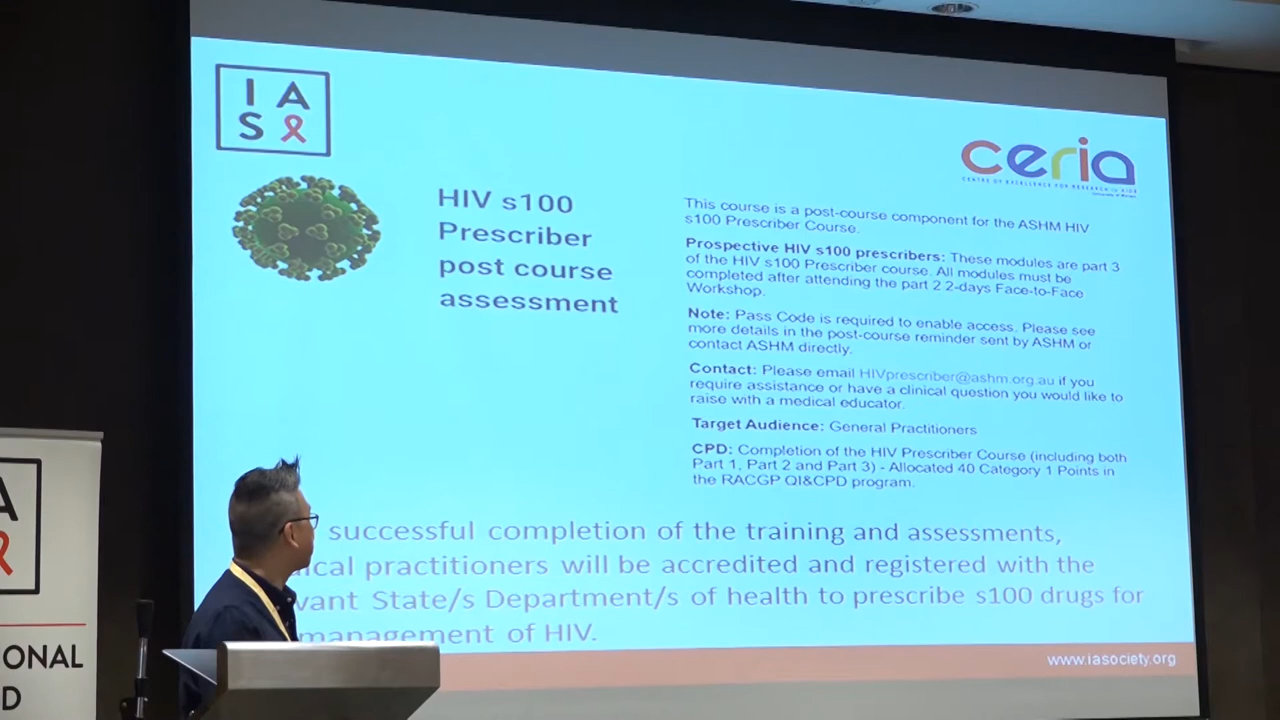 I A
S
ceria
CENTRE OF EXCELLENCE FOR RESEARCH in AIDS
HIV s100
Prescriber
post course
assessment
This course is a post-course component for the ASHM HIV
s100 Prescriber Course.
Prospective HIV s100 prescribers: These modules are part 3
of the HIV s100 Prescriber course. All modules must be
completed after attending the part 2 2-days Face-to-Face
Workshop.
Note: Pass Code is required to enable access. Please see
more details in the post-course reminder sent by ASHM or
contact ASHM directly.
Contact: Please email HIVprescriber@ashm.org.au if you
require assistance or have a clinical question you would like to
raise with a medical educator.
Target Audience: General Practitioners
CPD: Completion of the HIV Prescriber Course (including both
Part 1, Part 2 and Part 3) - Allocated 40 Category 1 Points in
the RACGP QI&CPD program.
successful completion of the training and assessments,
ical practitioners will be accredited and registered with the
vant State/s Department/s of health to prescribe s100 drugs for
management of HIV.
www.iasociety.org
A
ONAL
D